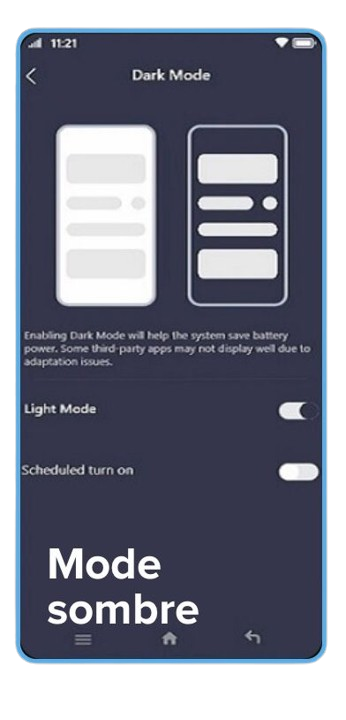 11:21
Dark Mode
Enabling Dark Mode will help the system save battery
power. Some third-party apps may not display well due to
adaptation issues.
Light Mode
Scheduled turn on
Mode
sombre